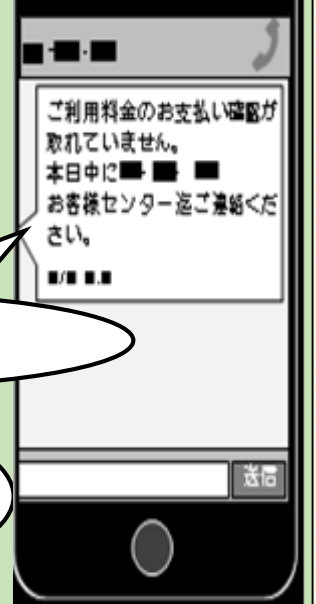 ご利用料金のお支払い確認が
取れていません。
本日中に
お客様センター迄ご連絡くだ
さい。
送信